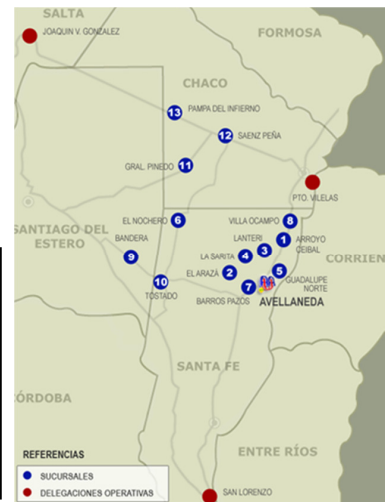 SALTA
JOAQUIN V. GONZALEZ
FORMOSA
CHACO
13
PAMPA DEL INFIERNO
12
SAENZ PEÑA
11
GRAL. PINEDO
PTO. VILELAS
EL NOCHERO
6
VILLA OCAMPO
8
SANTIAGO DEL
ESTERO
BANDERA
9
LANTERI
3
1
ARROYO
CEIBAL
CORRIEN
LA SARITA
4
EL ARAZÁ
2
5
GUADALUPE
NORTE
10
TOSTADO
7
BARROS PAZOS
AVELLANEDA
SANTA FE
CÓRDOBA
ENTRE RÍOS
REFERENCIAS
SUCURSALES
DELEGACIONES OPERATIVAS
SAN LORENZO